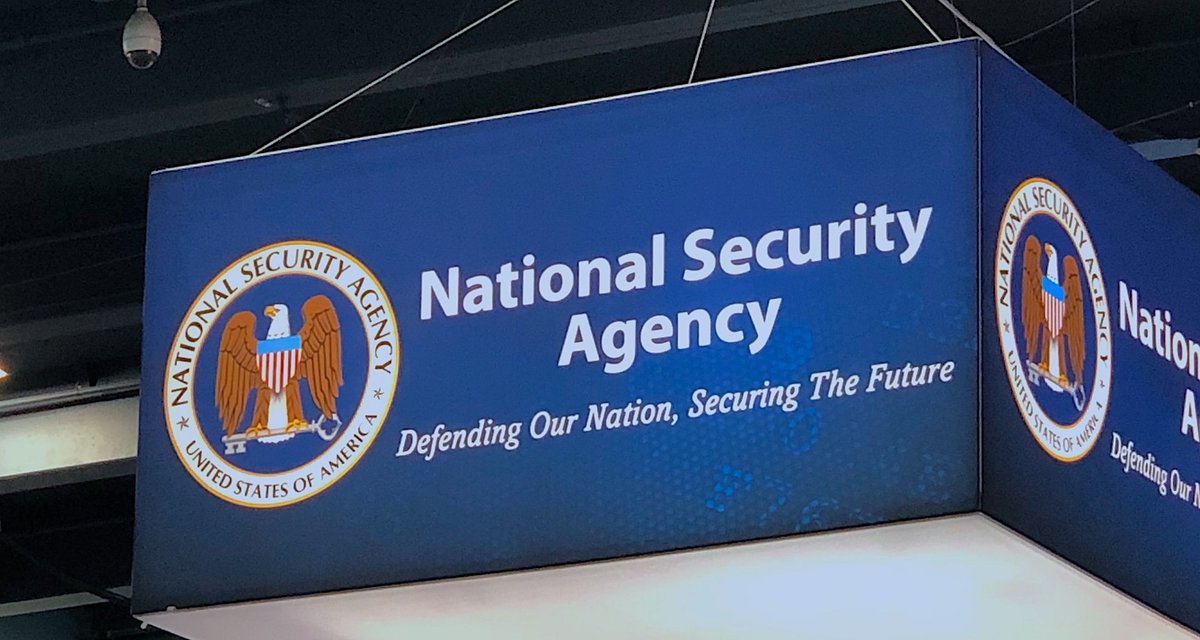 NATIONAL SECURITY AGENCY
UNITED STATES OF AMERICA
National Security
Agency
Defending Our Nation, Securing The Future
NATIONAL SECURITY AGENCY
UNITED STATES OF AMERICA
Defending Our